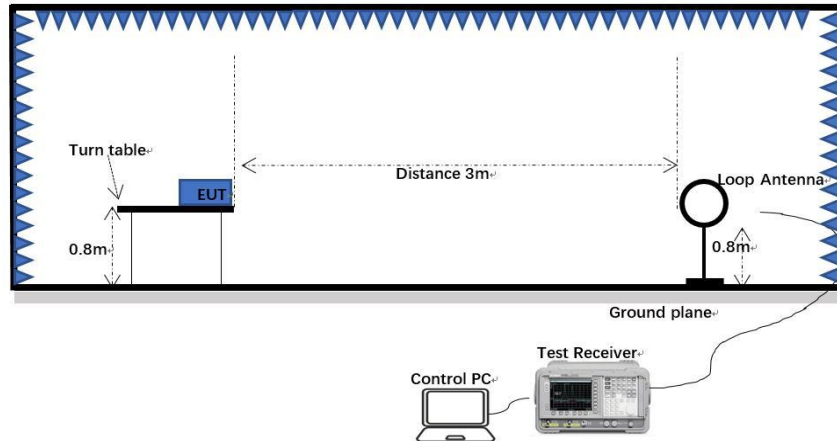 Turn table
Distance 3m
EUT
Loop Antenna
0.8m
0.8m
Ground plane
Test Receiver
Control PC